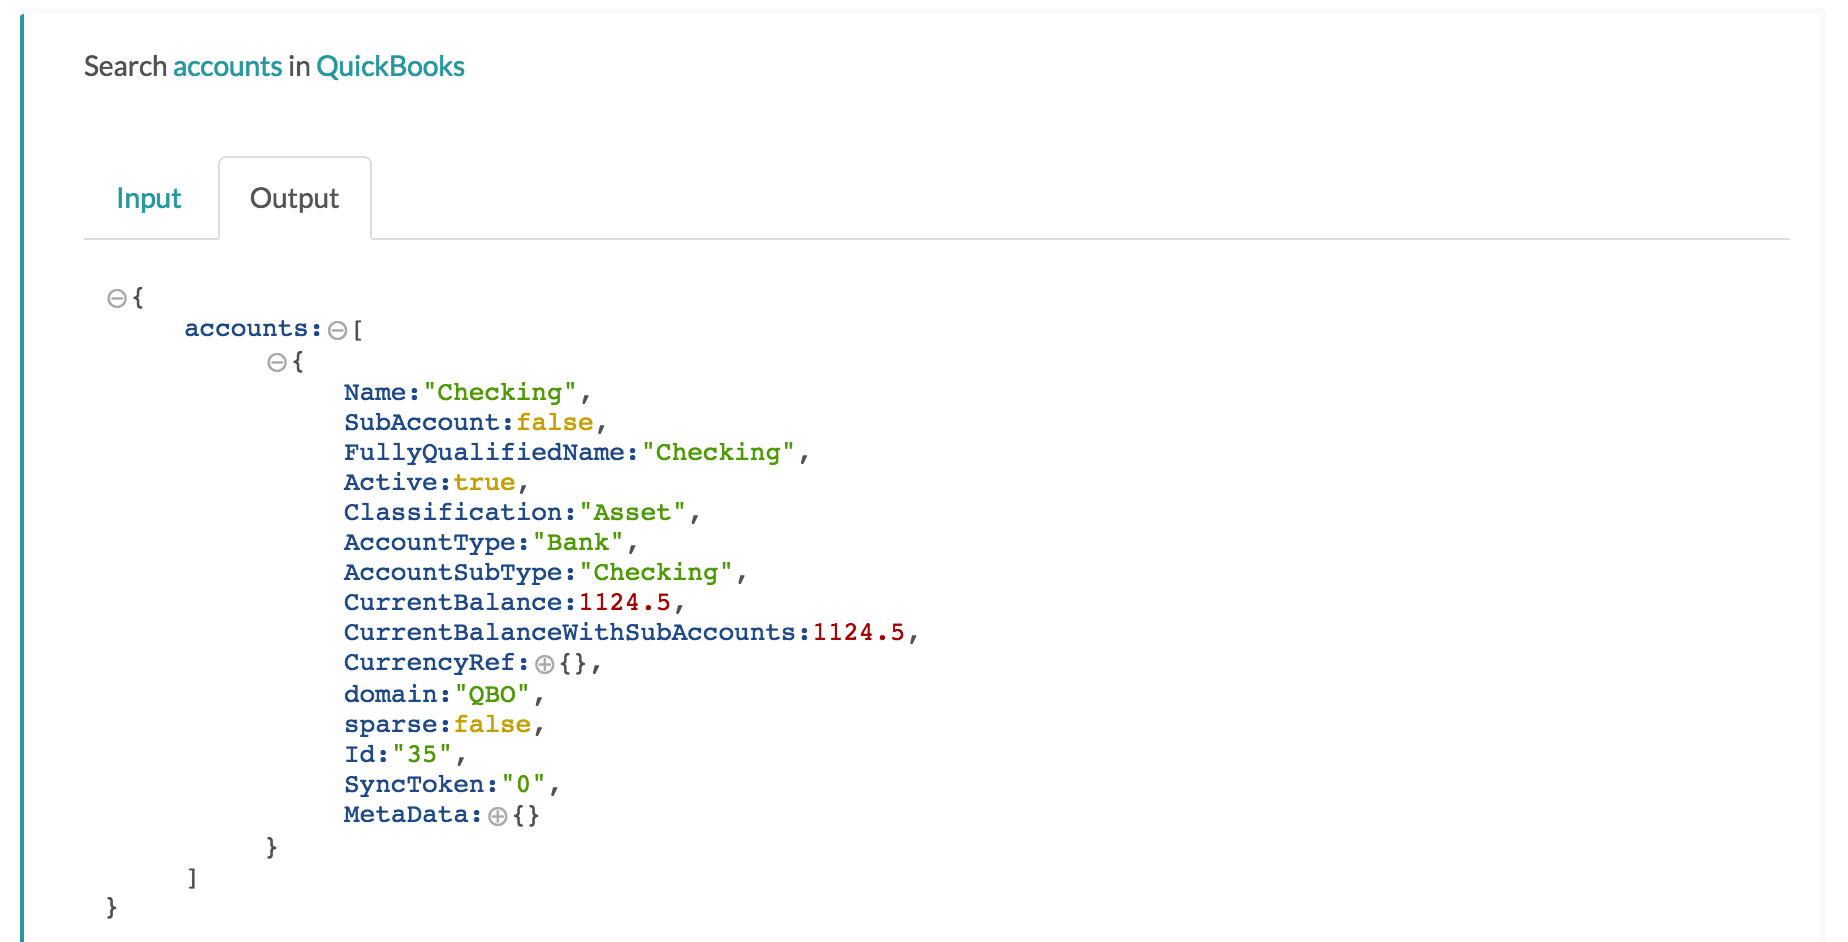 Search accounts in QuickBooks
Input Output
{
accounts:[
{
Name:"Checking",
SubAccount:false,
FullyQualifiedName:"Checking",
Active:true,
Classification:"Asset",
AccountType:"Bank",
AccountSubType:"Checking",
CurrentBalance:1124.5,
CurrentBalanceWithSubAccounts:1124.5,
CurrencyRef:{},
domain:"QBO",
sparse:false,
Id:"35",
SyncToken:"0",
MetaData:{}
}
]
}